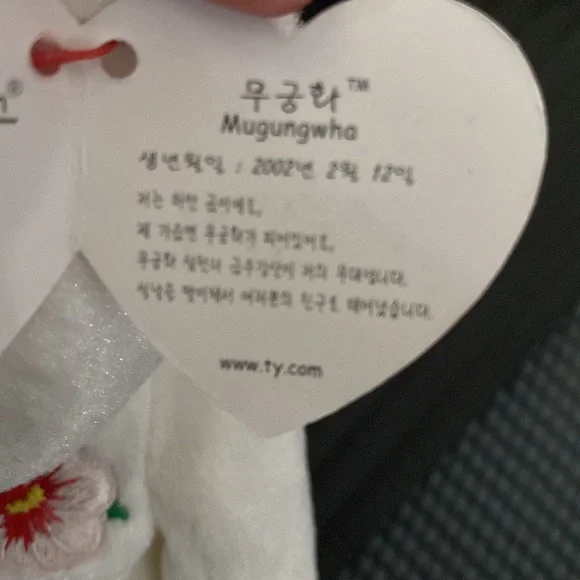 무궁화™
Mugungwha
생년월일 : 2002년 2월 12일
저는 하얀 곰이에요,
제 가슴엔 무궁화가 피어있어요,
무궁화 삼천리 금수강산이 저의 무대입니다.
여러분의 친구로 태어났습니다.
www.ty.com